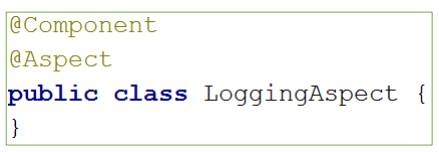 @Component
@Aspect
public class LoggingAspect {
}